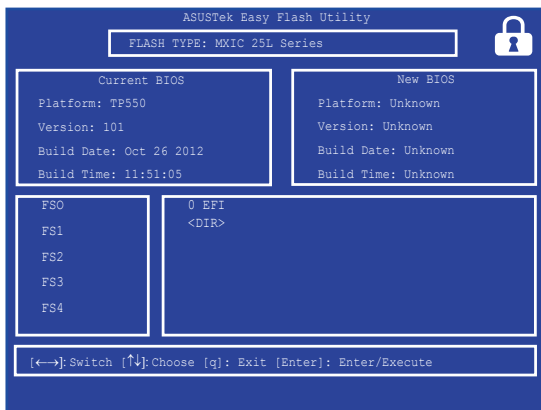 ASUSTek Easy Flash Utility
FLASH TYPE: MXIC 25L Series
Current BIOS
Platform: TP550
Version: 101
Build Date: Oct 26 2012
Build Time: 11:51:05
New BIOS
Platform: Unknown
Version: Unknown
Build Date: Unknown
Build Time: Unknown
FSO
FS1
FS2
FS3
FS4
0 EFI
<DIR>
[←→]: Switch [↑↓]: Choose [q]: Exit [Enter]: Enter/Execute